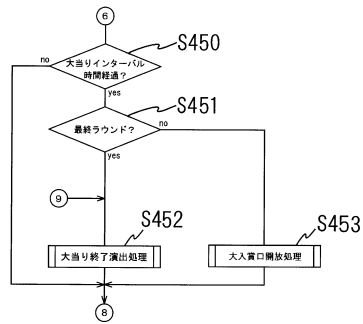 ⑥
S450
大当りインターバル
時間経過？
no
yes
S451
最終ラウンド？
no
yes
⑨
S452
大当り終了演出処理
S453
大入賞口開放処理
⑧